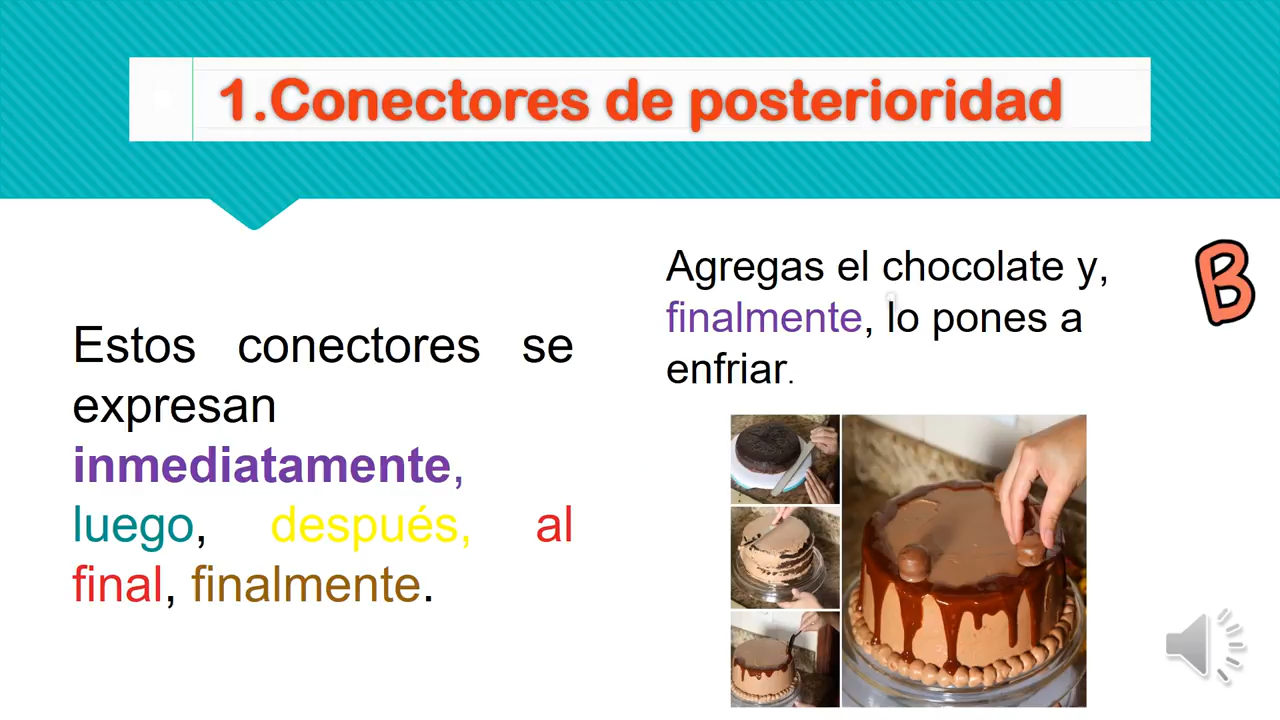 1.Conectores de posterioridad
Estos conectores se
expresan
inmediatamente,
luego, después, al
final, finalmente.
Agregas el chocolate y,
finalmente, lo pones a
enfriar.
B